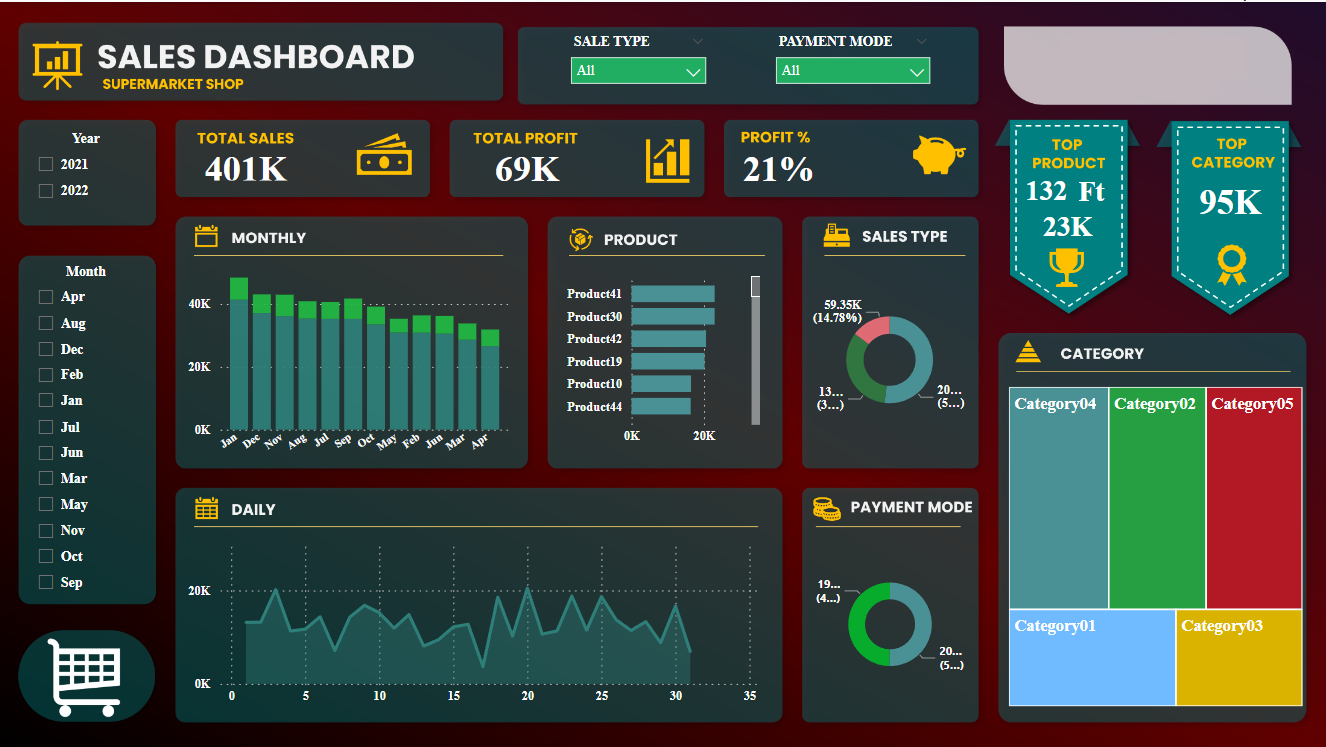 SALES DASHBOARD
SUPERMARKET SHOP
SALE TYPE
All
PAYMENT MODE
All
Year
2021
2022
TOTAL SALES
401K
TOTAL PROFIT
69K
PROFIT %
21%
TOP
PRODUCT
132 Ft
23K
TOP
CATEGORY
95K
Month
Apr
Aug
Dec
Feb
Jan
Jul
Jun
Mar
May
Nov
Oct
Sep
MONTHLY
40K
20K
0K
Jan Dec Nov Aug Jul Sep Oct May Feb Jun Mar Apr
PRODUCT
Product41
Product30
Product42
Product19
Product10
Product44
0K 20K
SALES TYPE
59.35K
(14.78%)
13...
(3...)
20...
(5...)
CATEGORY
Category04
Category02
Category05
Category01
Category03
DAILY
20K
0K
0 5 10 15 20 25 30 35
PAYMENT MODE
19...
(4...)
20...
(5...)